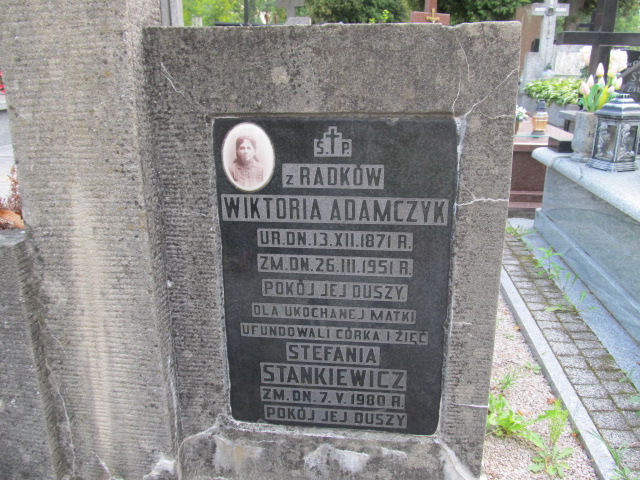 Ś.†P.
z RADKÓW
WIKTORIA ADAMCZYK
UR.DN.13.XII.1871 R.
ZM.DN.26.III.1951 R.
POKÓJ JEJ DUSZY
DLA UKOCHANEJ MATKI
UFUNDOWALI CÓRKA I ZIĘĆ
STEFANIA
STANKIEWICZ
ZM.DN.7.V.1980 R.
POKÓJ JEJ DUSZY